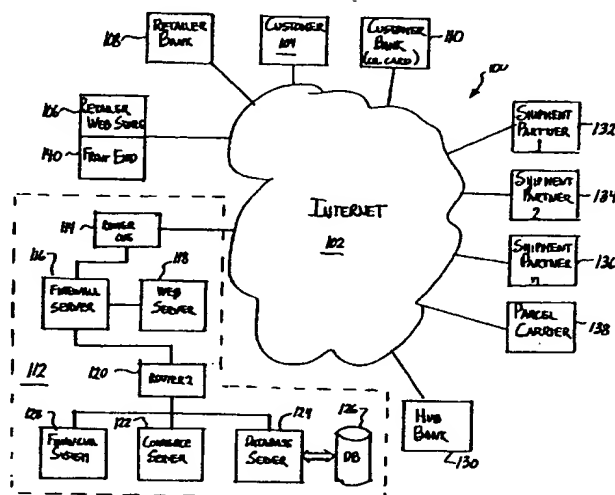 108
RETAILER
BANK
CUSTOMER
104
CUSTOMER
BANK
(CR. CARD)
100
106
RETAILER
WEB STORE
140
FRONT END
SHIPMENT
PARTNER
1
132
SHIPMENT
PARTNER
2
134
SHIPMENT
PARTNER
n
136
PARCEL
CARRIER
138
INTERNET
102
114
ROUTER
ONE
116
FIREWALL
SERVER
118
WEB
SERVER
112
120
ROUTER 2
128
FINANCIAL
SYSTEM
122
COMMERCE
SERVER
124
DATABASE
SERVER
126
DB
HUB
BANK
130